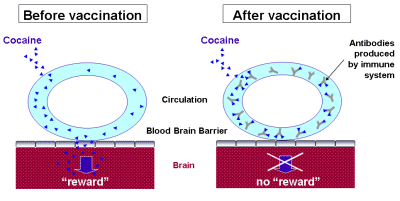 Before vaccination
After vaccination
Cocaine
Cocaine
Antibodies
produced
by immune
system
Circulation
Blood Brain Barrier
Brain
“reward”
no “reward”